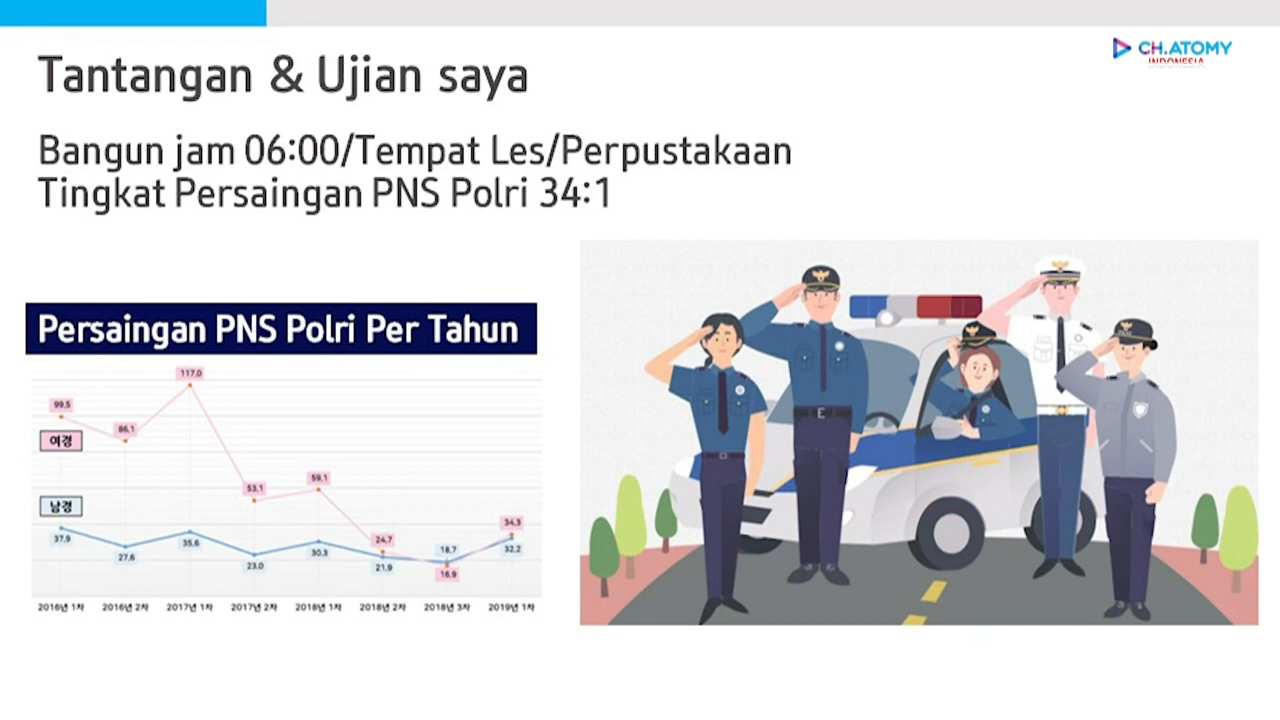 CH.ATOMY
INDONESIA
Tantangan & Ujian saya
Bangun jam 06:00/Tempat Les/Perpustakaan
Tingkat Persaingan PNS Polri 34:1
Persaingan PNS Polri Per Tahun
117.0
99.5
86.1
여경
53.1
59.1
남경
37.9
27.6
35.6
23.0
30.3
24.7
21.9
18.7
16.9
34.3
32.2
2016년 1차 2016년 2차 2017년 1차 2017년 2차 2018년 1차 2018년 2차 2018년 3차 2019년 1차